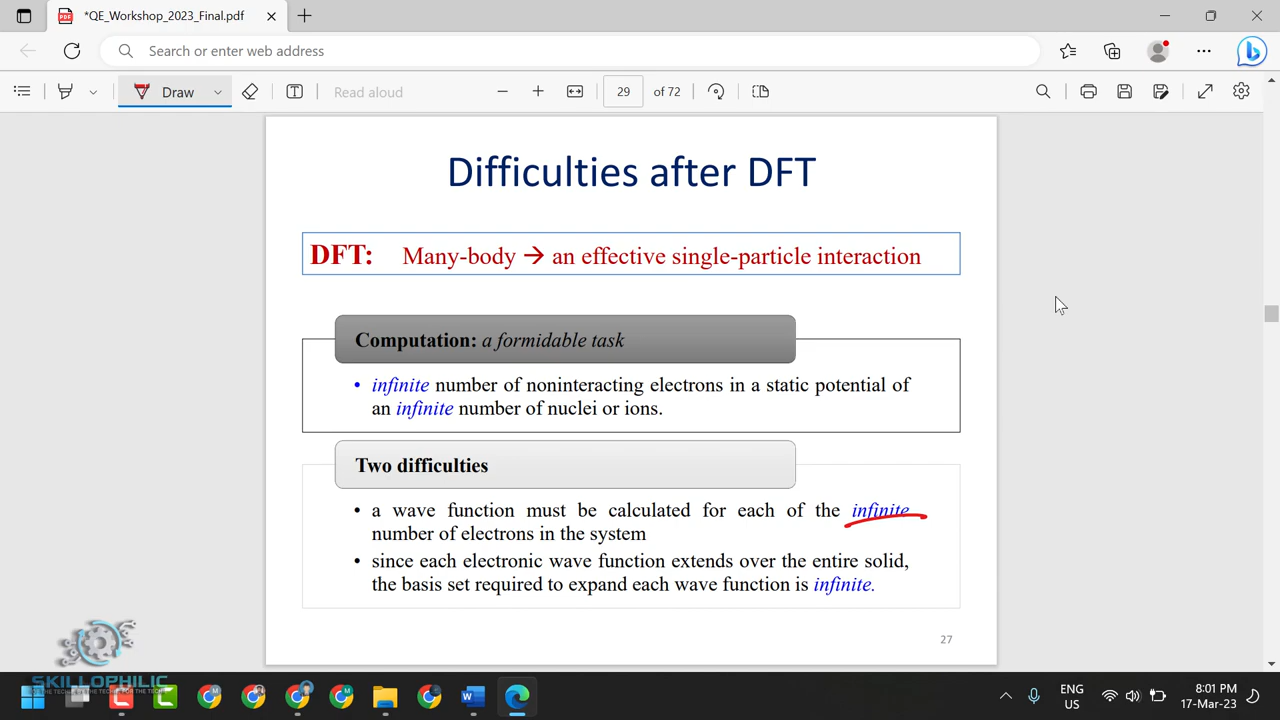 *QE_Workshop_2023_Final.pdf
Search or enter web address
Draw
Read aloud
29 of 72
Difficulties after DFT
DFT: Many-body → an effective single-particle interaction
Computation: a formidable task
• infinite number of noninteracting electrons in a static potential of
an infinite number of nuclei or ions.
Two difficulties
• a wave function must be calculated for each of the infinite
number of electrons in the system
• since each electronic wave function extends over the entire solid,
the basis set required to expand each wave function is infinite.
27
SKILLOPHILIC
ENG
US
8:01 PM
17-Mar-23